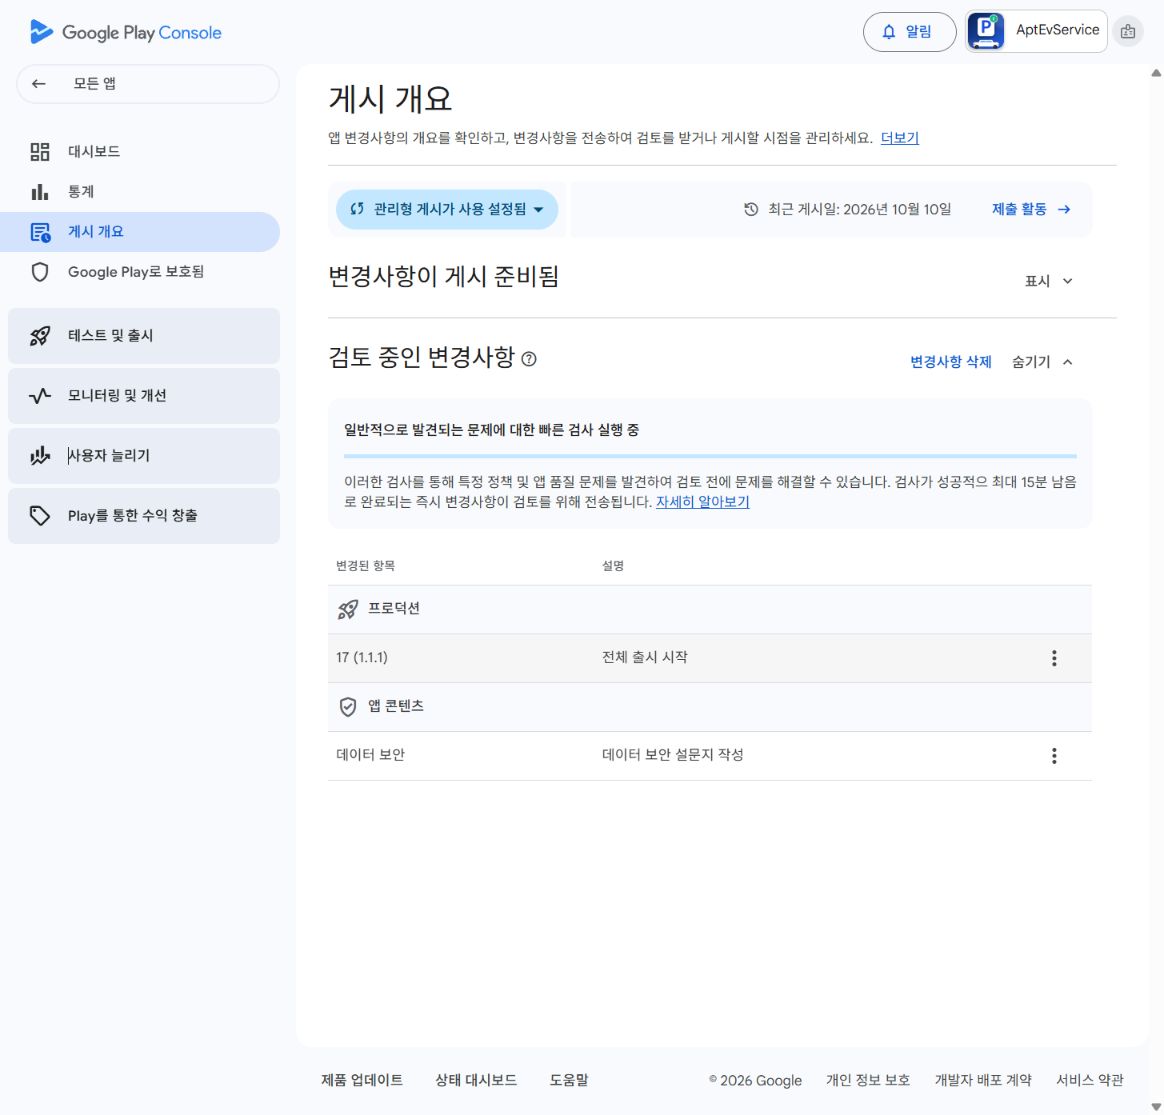 Google Play Console
알림
AptEvService
모든 앱
대시보드
통계
게시 개요
Google Play로 보호됨
테스트 및 출시
모니터링 및 개선
사용자 늘리기
Play를 통한 수익 창출
게시 개요
앱 변경사항의 개요를 확인하고, 변경사항을 전송하여 검토를 받거나 게시할 시점을 관리하세요. 더보기
관리형 게시가 사용 설정됨
최근 게시일: 2026년 10월 10일
제출 활동
변경사항이 게시 준비됨
표시
검토 중인 변경사항
변경사항 삭제
숨기기
일반적으로 발견되는 문제에 대한 빠른 검사 실행 중
이러한 검사를 통해 특정 정책 및 앱 품질 문제를 발견하여 검토 전에 문제를 해결할 수 있습니다. 검사가 성공적으 최대 15분 남음
로 완료되는 즉시 변경사항이 검토를 위해 전송됩니다. 자세히 알아보기
변경된 항목 설명
프로덕션
17 (1.1.1) 전체 출시 시작
앱 콘텐츠
데이터 보안 데이터 보안 설문지 작성
제품 업데이트 상태 대시보드 도움말 © 2026 Google 개인 정보 보호 개발자 배포 계약 서비스 약관